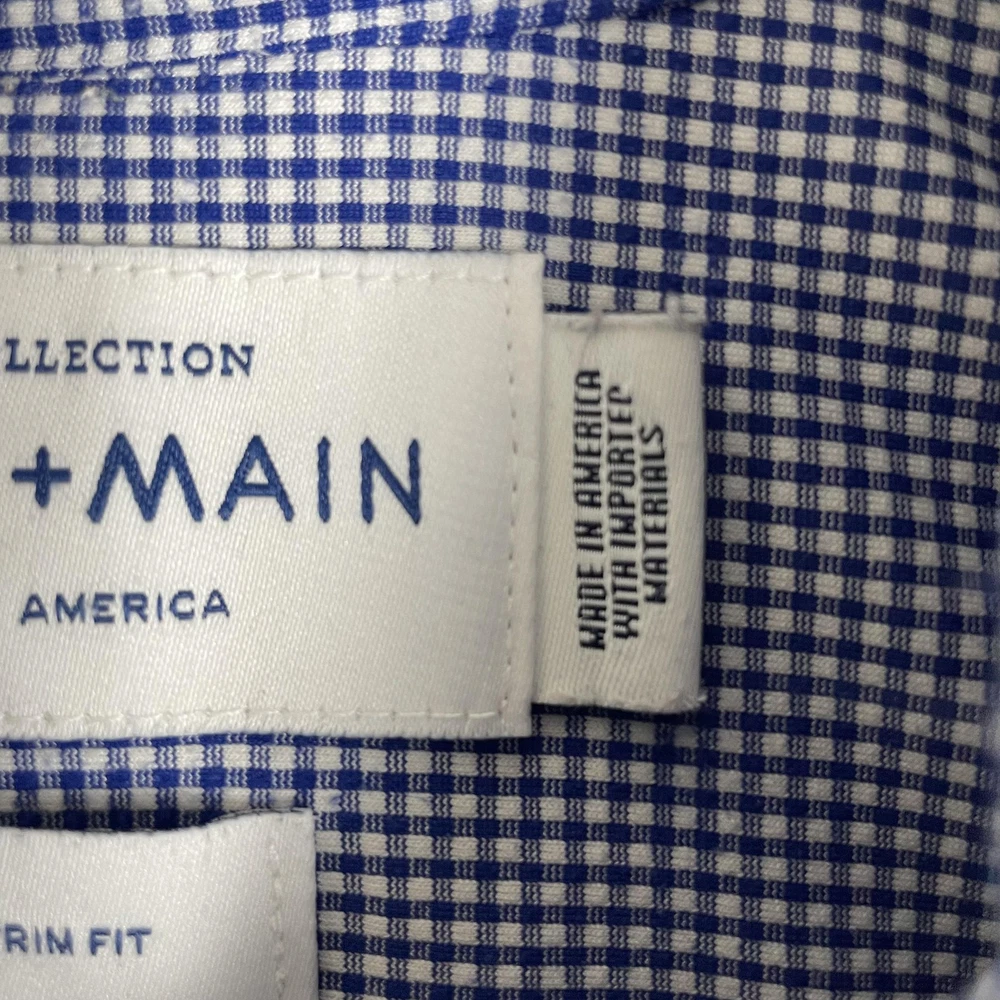 LLECTION
+MAIN
AMERICA
MADE IN AMERICA
WITH IMPORTED
MATERIALS
RIM FIT